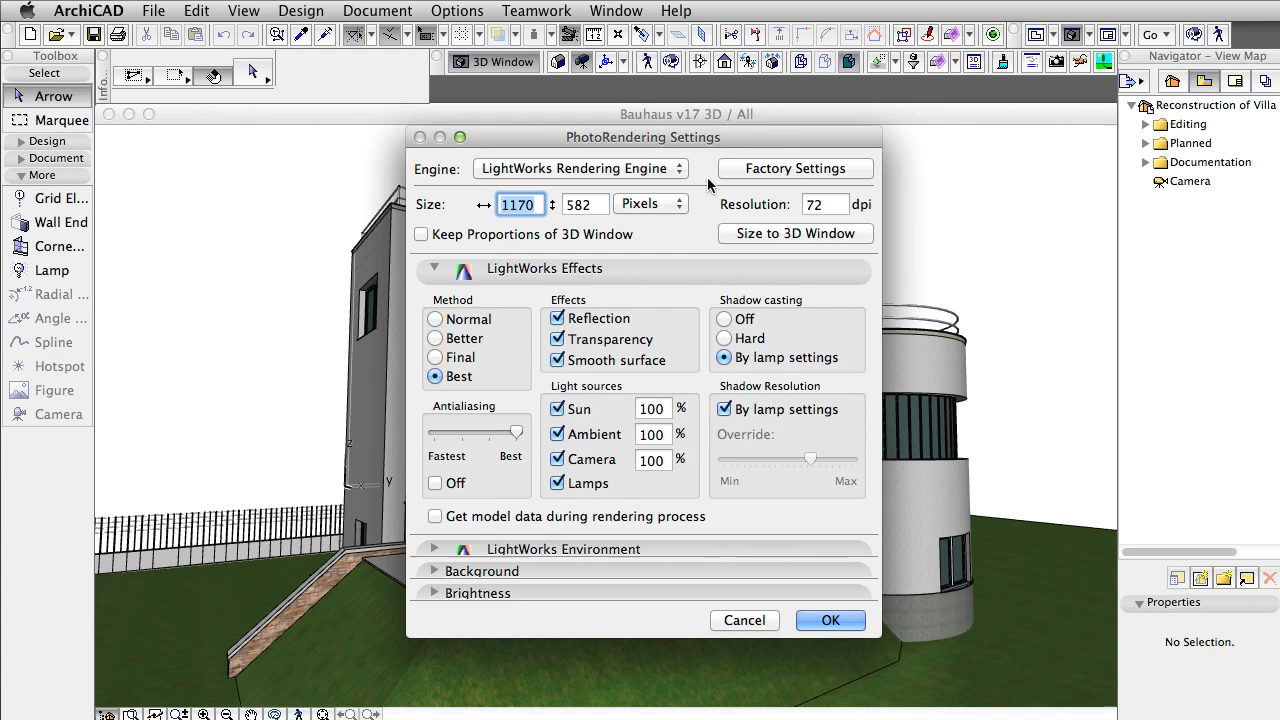 ArchiCAD File Edit View Design Document Options Teamwork Window Help
Go
Toolbox
Select
Arrow
Marquee
Design
Document
More
Grid El...
Wall End
Corne...
Lamp
Radial ...
Angle ...
Spline
Hotspot
Figure
Camera
Info...
3D Window
Bauhaus v17 3D / All
PhotoRendering Settings
Engine: LightWorks Rendering Engine Factory Settings
Size: 1170 582 Pixels Resolution: 72 dpi
Keep Proportions of 3D Window Size to 3D Window
LightWorks Effects
Method
Normal
Better
Final
Best
Antialiasing
Fastest Best
Off
Effects
Reflection
Transparency
Smooth surface
Light sources
Sun 100 %
Ambient 100 %
Camera 100 %
Lamps
Shadow casting
Off
Hard
By lamp settings
Shadow Resolution
By lamp settings
Override:
Min Max
Get model data during rendering process
LightWorks Environment
Background
Brightness
Cancel OK
z
x y
Navigator - View Map
Reconstruction of Villa
Editing
Planned
Documentation
Camera
Properties
No Selection.